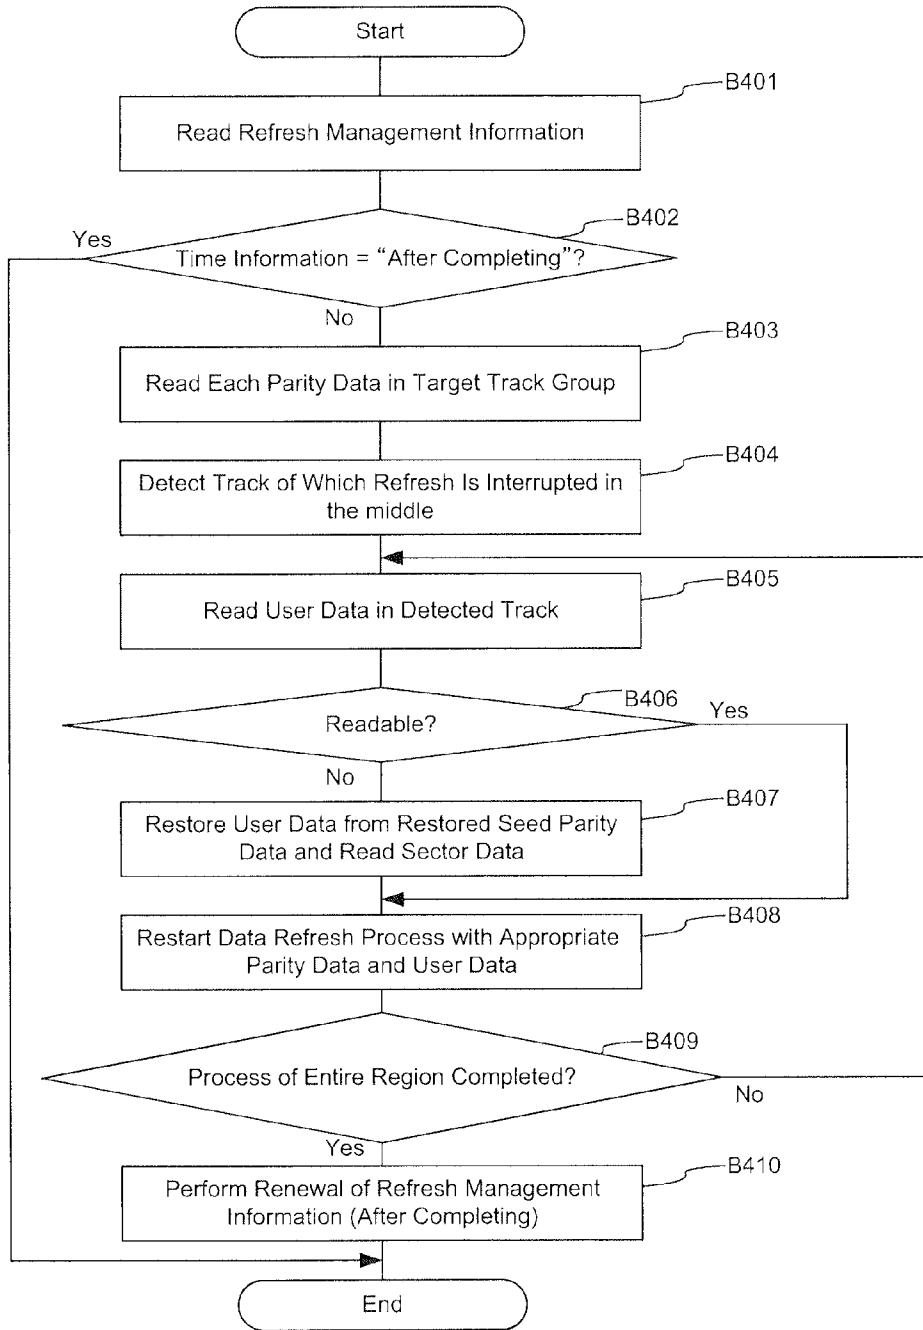 Start
B401
Read Refresh Management Information
B402
Yes
Time Information = “After Completing”?
No
B403
Read Each Parity Data in Target Track Group
B404
Detect Track of Which Refresh Is Interrupted in
the middle
B405
Read User Data in Detected Track
B406
Readable?
Yes
No
B407
Restore User Data from Restored Seed Parity
Data and Read Sector Data
B408
Restart Data Refresh Process with Appropriate
Parity Data and User Data
B409
Process of Entire Region Completed?
No
Yes
B410
Perform Renewal of Refresh Management
Information (After Completing)
End